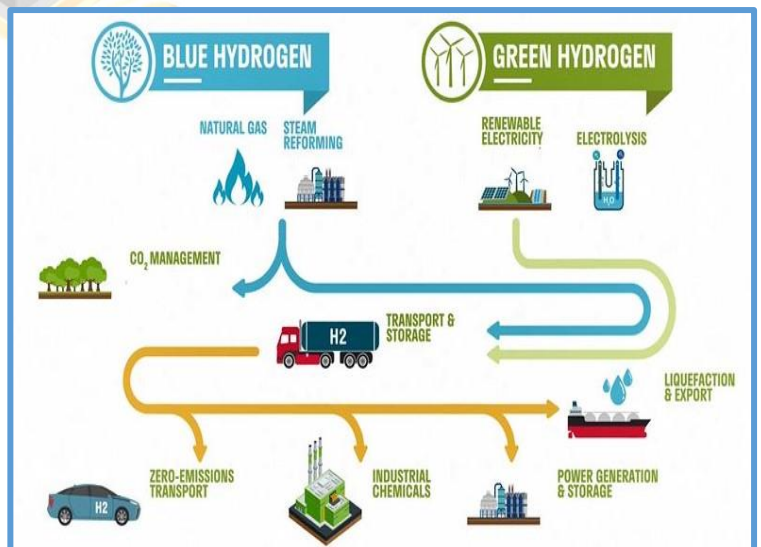 BLUE HYDROGEN
GREEN HYDROGEN
NATURAL GAS
STEAM
REFORMING
RENEWABLE
ELECTRICITY
ELECTROLYSIS
H₂O
CO₂ MANAGEMENT
H2
TRANSPORT &
STORAGE
LIQUEFACTION
& EXPORT
H2
ZERO-EMISSIONS
TRANSPORT
INDUSTRIAL
CHEMICALS
POWER GENERATION
& STORAGE